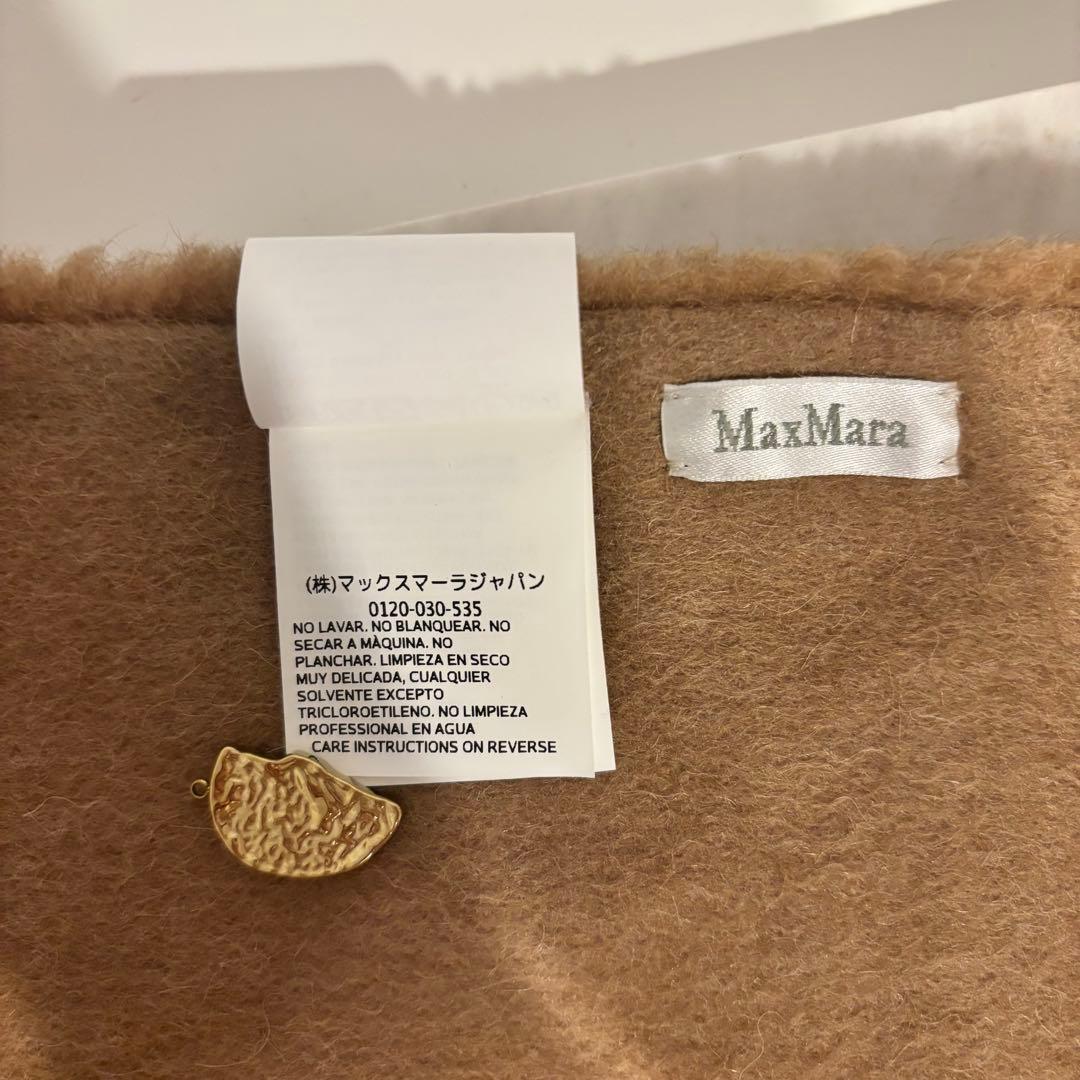 MaxMara
(株)マックスマーラジャパン
0120-030-535
NO LAVAR. NO BLANQUEAR. NO
SECAR A MÀQUINA. NO
PLANCHAR. LIMPIEZA EN SECO
MUY DELICADA, CUALQUIER
SOLVENTE EXCEPTO
TRICLOROETILENO. NO LIMPIEZA
PROFESSIONAL EN AGUA
CARE INSTRUCTIONS ON REVERSE